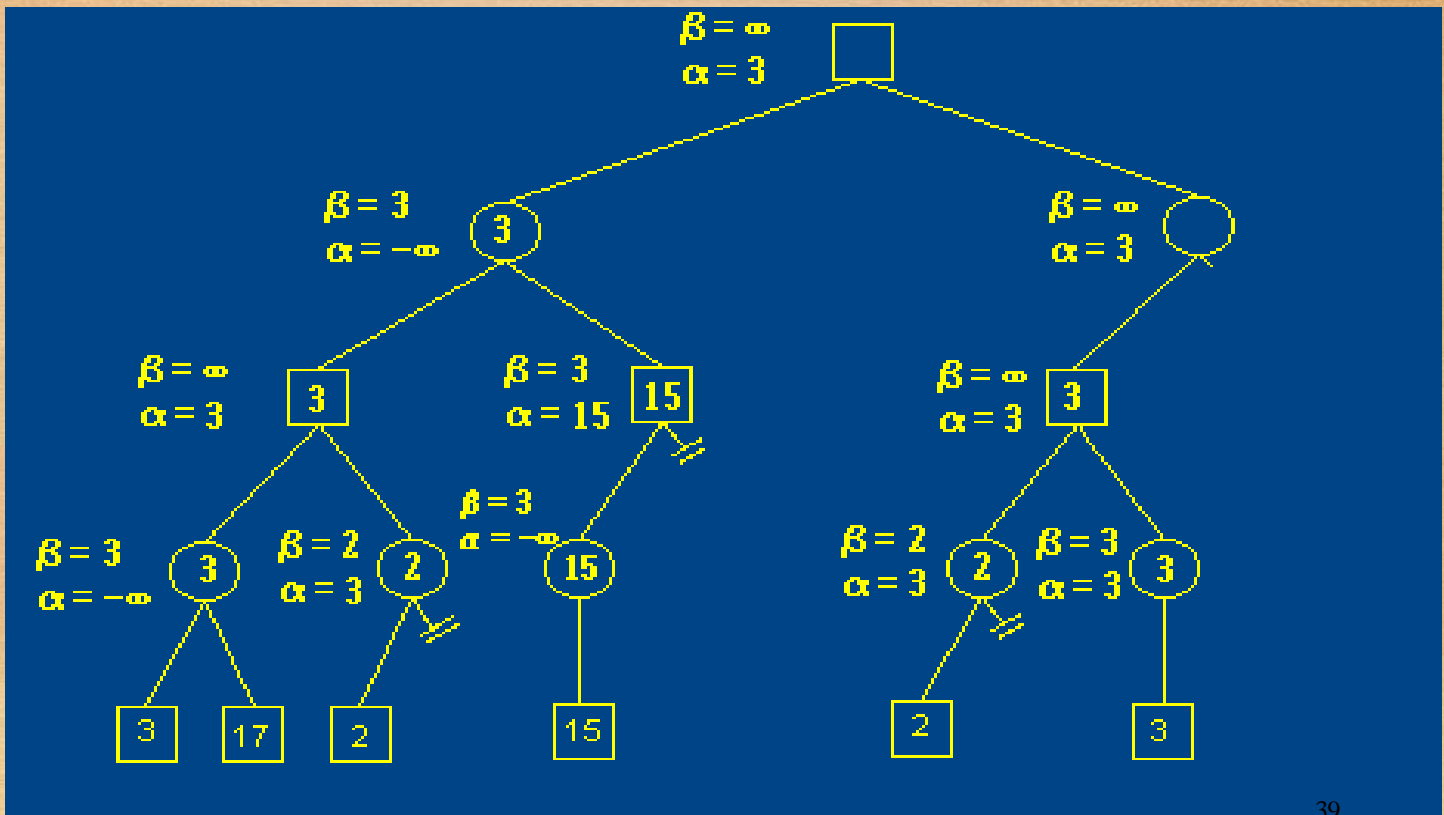 β = ∞
α = 3
β = 3
α = −∞
3
β = ∞
α = 3
β = ∞
α = 3
3
β = 3
α = 15
15
β = ∞
α = 3
3
β = 3
α = −∞
3
β = 2
α = 3
2
β = 3
α = −∞
15
β = 2
α = 3
2
β = 3
α = 3
3
3
17
2
15
2
3
39